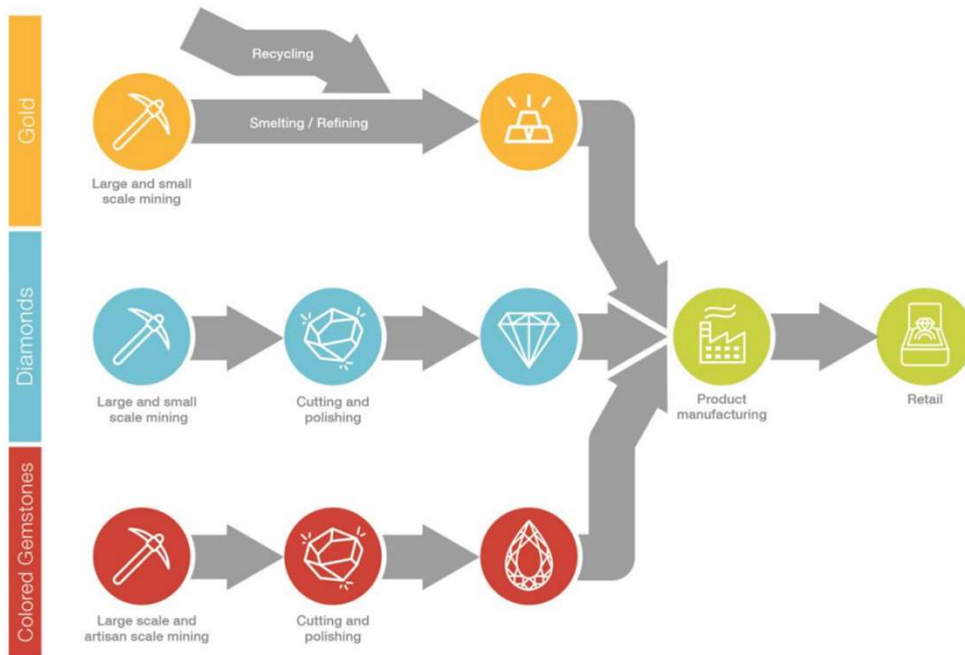 Gold
Recycling
Smelting / Refining
Large and small
scale mining
Diamonds
Large and small
scale mining
Cutting and
polishing
Product
manufacturing
Retail
Colored Gemstones
Large scale and
artisan scale mining
Cutting and
polishing